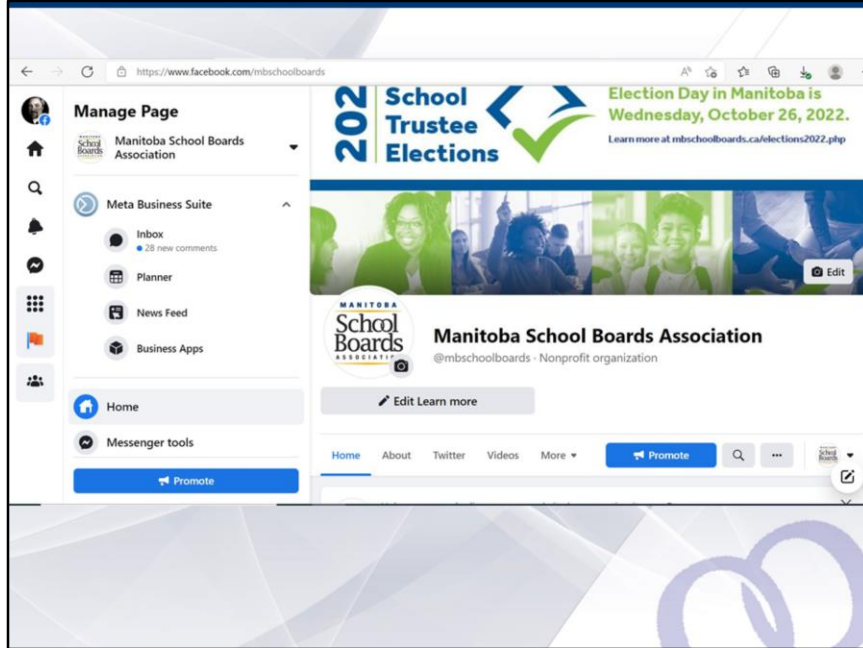 https://www.facebook.com/mbschoolboards
Manage Page
School Boards
Manitoba School Boards
Association
Meta Business Suite
Inbox
28 new comments
Planner
News Feed
Business Apps
Home
Messenger tools
Promote
202
School
Trustee
Elections
Election Day in Manitoba is
Wednesday, October 26, 2022.
Learn more at mbschoolboards.ca/elections2022.php
Edit
MANITOBA
School
Boards
Manitoba School Boards Association
@mbschoolboards · Nonprofit organization
Edit Learn more
Home About Twitter Videos More Promote